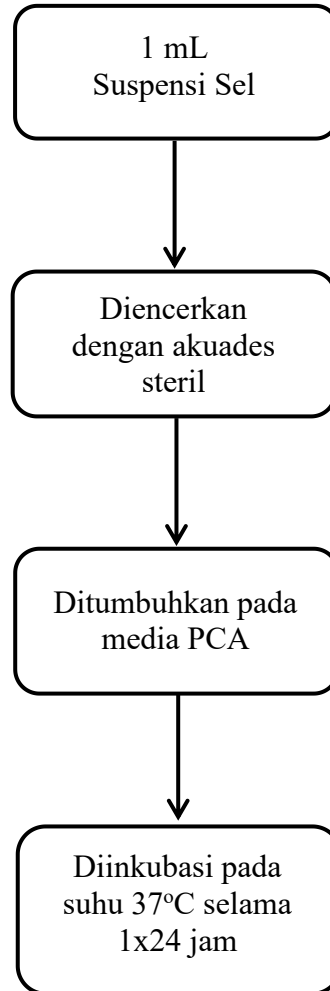 1 mL
Suspensi Sel
Diencerkan
dengan akuades
steril
Ditumbuhkan pada
media PCA
Diinkubasi pada
suhu 37°C selama
1x24 jam